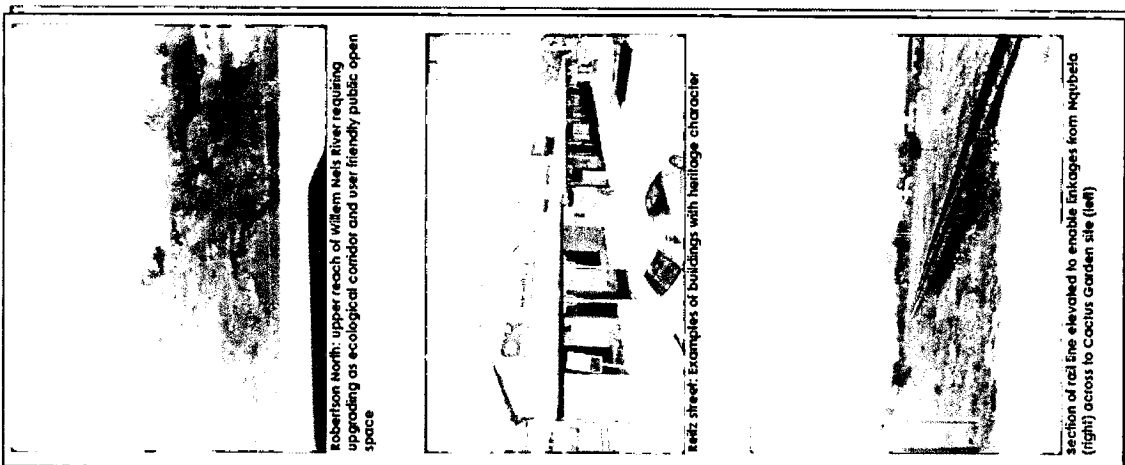 Robertson North: upper reach of Willem Nels River requiring
upgrading as ecological corridor and user friendly public open
space
Reitz street: Examples of buildings with heritage character
Section of rail line elevated to enable linkages from Nqubela
(right) across to Cactus Garden site (left)